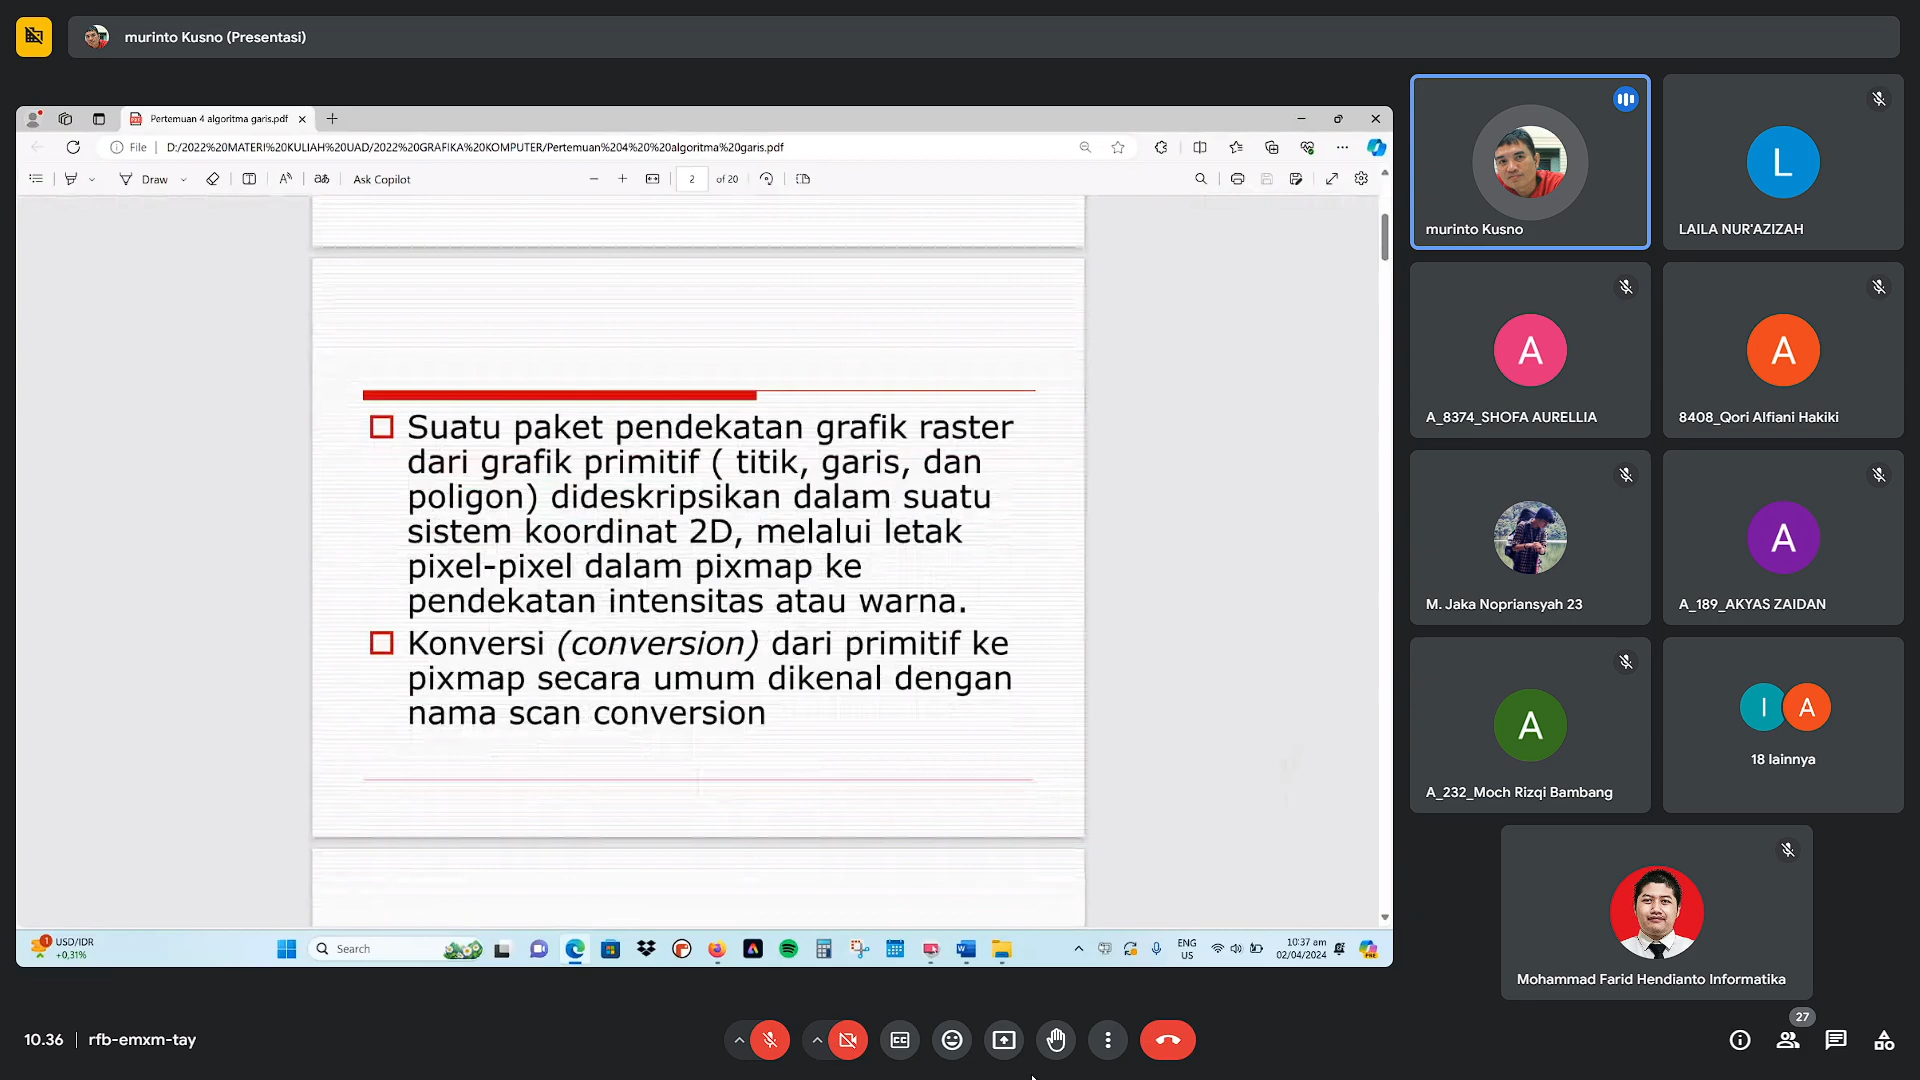 murinto Kusno (Presentasi)
Pertemuan 4 algoritma garis.pdf
File
D:/2022%20MATERI%20KULIAH%20UAD/2022%20GRAFIKA%20KOMPUTER/Pertemuan%204%20%20algoritma%20garis.pdf
Draw
Ask Copilot
2
of 20
Suatu paket pendekatan grafik raster
dari grafik primitif ( titik, garis, dan
poligon) dideskripsikan dalam suatu
sistem koordinat 2D, melalui letak
pixel-pixel dalam pixmap ke
pendekatan intensitas atau warna.
Konversi (conversion) dari primitif ke
pixmap secara umum dikenal dengan
nama scan conversion
1
USD/IDR
+0,31%
Search
ENG
US
10:37 am
02/04/2024
PRE
murinto Kusno
L
LAILA NUR'AZIZAH
A
A_8374_SHOFA AURELLIA
A
8408_Qori Alfiani Hakiki
M. Jaka Nopriansyah 23
A
A_189_AKYAS ZAIDAN
A
A_232_Moch Rizqi Bambang
I
A
18 lainnya
Mohammad Farid Hendianto Informatika
10.36
rfb-emxm-tay
27